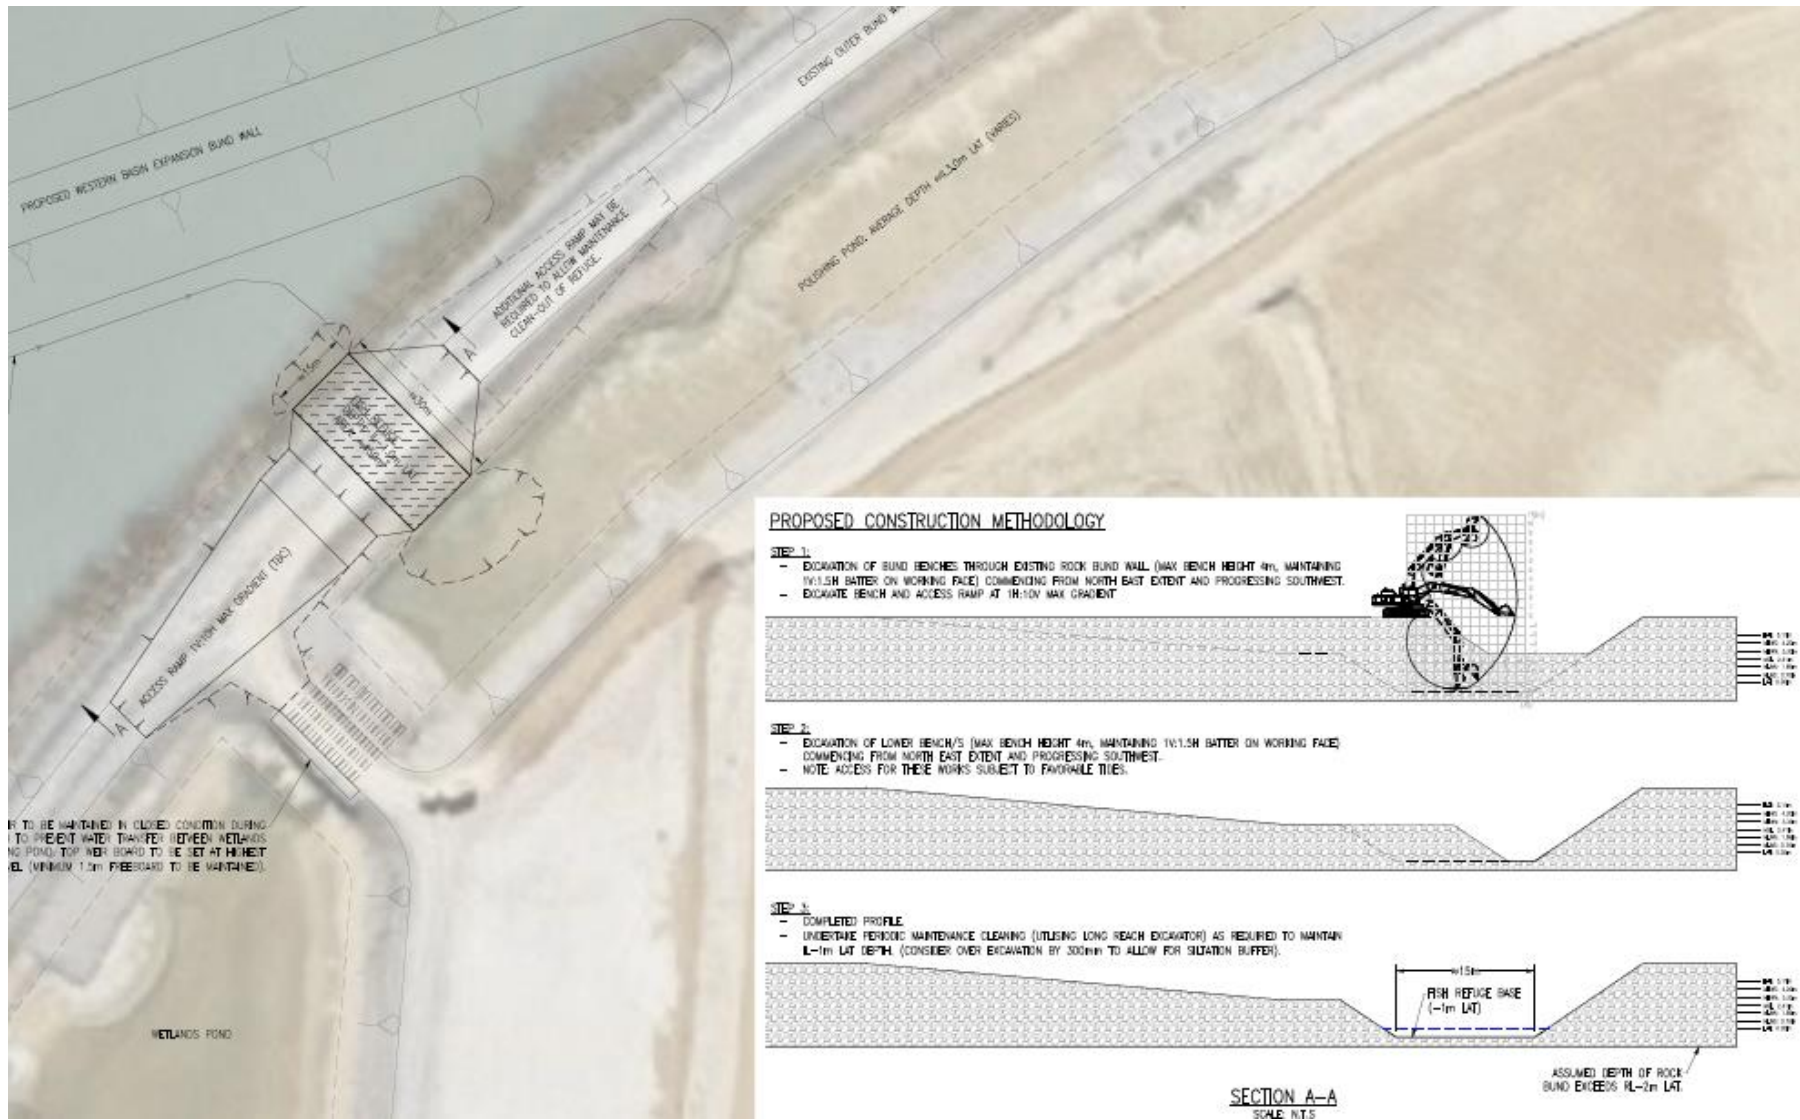 PROPOSED WESTERN BASIN EXPANSION BUND WALL
EXISTING OUTER BUND
ADDITIONAL ACCESS RAMP MAY BE
REQUIRED TO ALLOW MAINTENANCE
CLEAN-OUT OF REFUGE.
POLISHING POND. AVERAGE DEPTH LAT (VARIES)
A
≈15m
≈30m
ACCESS RAMP 1V:10H MAX GRADIENT (TBC)
A
TO BE MAINTAINED IN CLOSED CONDITION DURING
TO PREVENT WATER TRANSFER BETWEEN WETLANDS
POND). TOP WEIR BOARD TO BE SET AT HIGHEST
(MINIMUM 1.5m FREEBOARD TO BE MAINTAINED).
WETLANDS POND
PROPOSED CONSTRUCTION METHODOLOGY
STEP 1:
- EXCAVATION OF BUND BENCHES THROUGH EXISTING ROCK BUND WALL (MAX BENCH HEIGHT 4m, MAINTAINING
1V:1.5H BATTER ON WORKING FACE) COMMENCING FROM NORTH EAST EXTENT AND PROGRESSING SOUTHWEST.
- EXCAVATE BENCH AND ACCESS RAMP AT 1H:10V MAX GRADIENT
STEP 2:
- EXCAVATION OF LOWER BENCH/S (MAX BENCH HEIGHT 4m, MAINTAINING 1V:1.5H BATTER ON WORKING FACE)
COMMENCING FROM NORTH EAST EXTENT AND PROGRESSING SOUTHWEST.
- NOTE: ACCESS FOR THESE WORKS SUBJECT TO FAVORABLE TIDES.
STEP 3:
- COMPLETED PROFILE.
- UNDERTAKE PERIODIC MAINTENANCE CLEANING (UTLISING LONG REACH EXCAVATOR) AS REQUIRED TO MAINTAIN
IL-1m LAT DEPTH. (CONSIDER OVER EXCAVATION BY 300mm TO ALLOW FOR SILTATION BUFFER).
≈15m
FISH REFUGE BASE
(-1m LAT)
ASSUMED DEPTH OF ROCK
BUND EXCEEDS RL-2m LAT.
SECTION A-A
SCALE: N.T.S